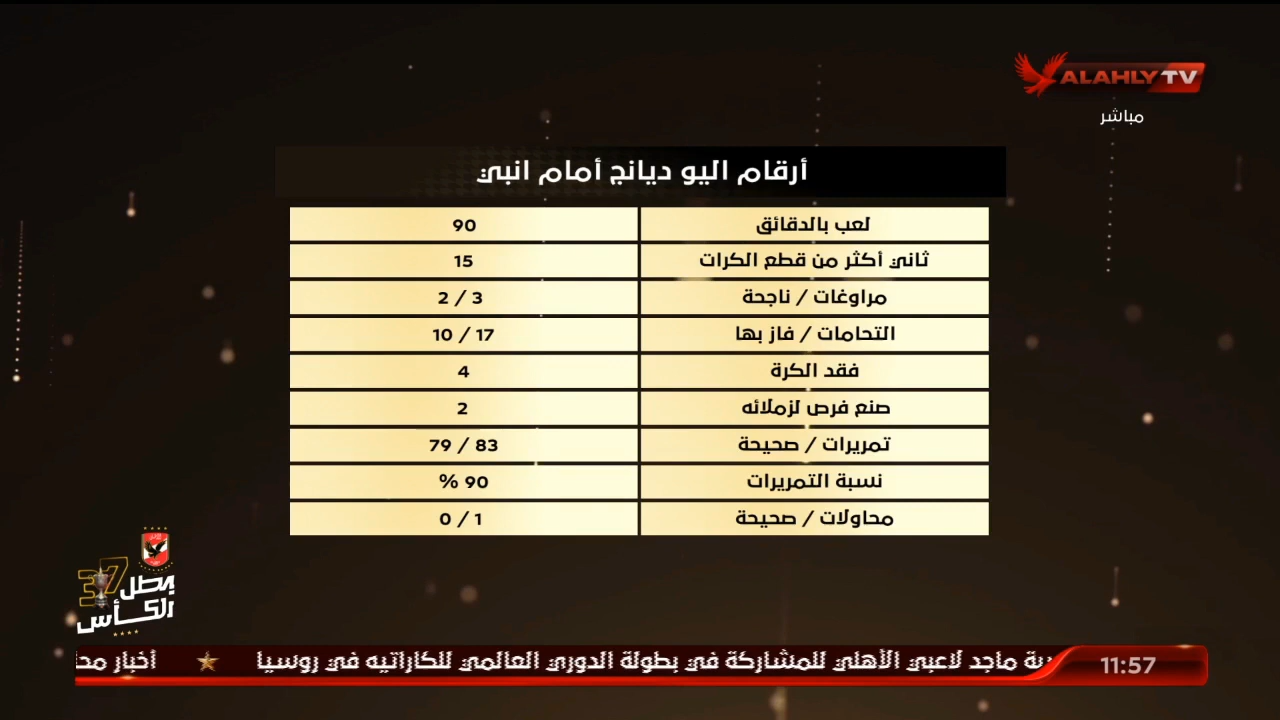 ALAHLY TV
مباشر
أرقام اليو ديانج أمام انبي
لعب بالدقائق 90
ثاني أكثر من قطع الكرات 15
مراوغات / ناجحة 3 / 2
التحامات / فاز بها 17 / 10
فقد الكرة 4
صنع فرص لزملائه 2
تمريرات / صحيحة 83 / 79
نسبة التمريرات 90 %
محاولات / صحيحة 1 / 0
37
بطل
الكأس
11:57
ماجد لاعبي الأهلي للمشاركة في بطولة الدوري العالمي للكاراتيه في روسيا أخبار